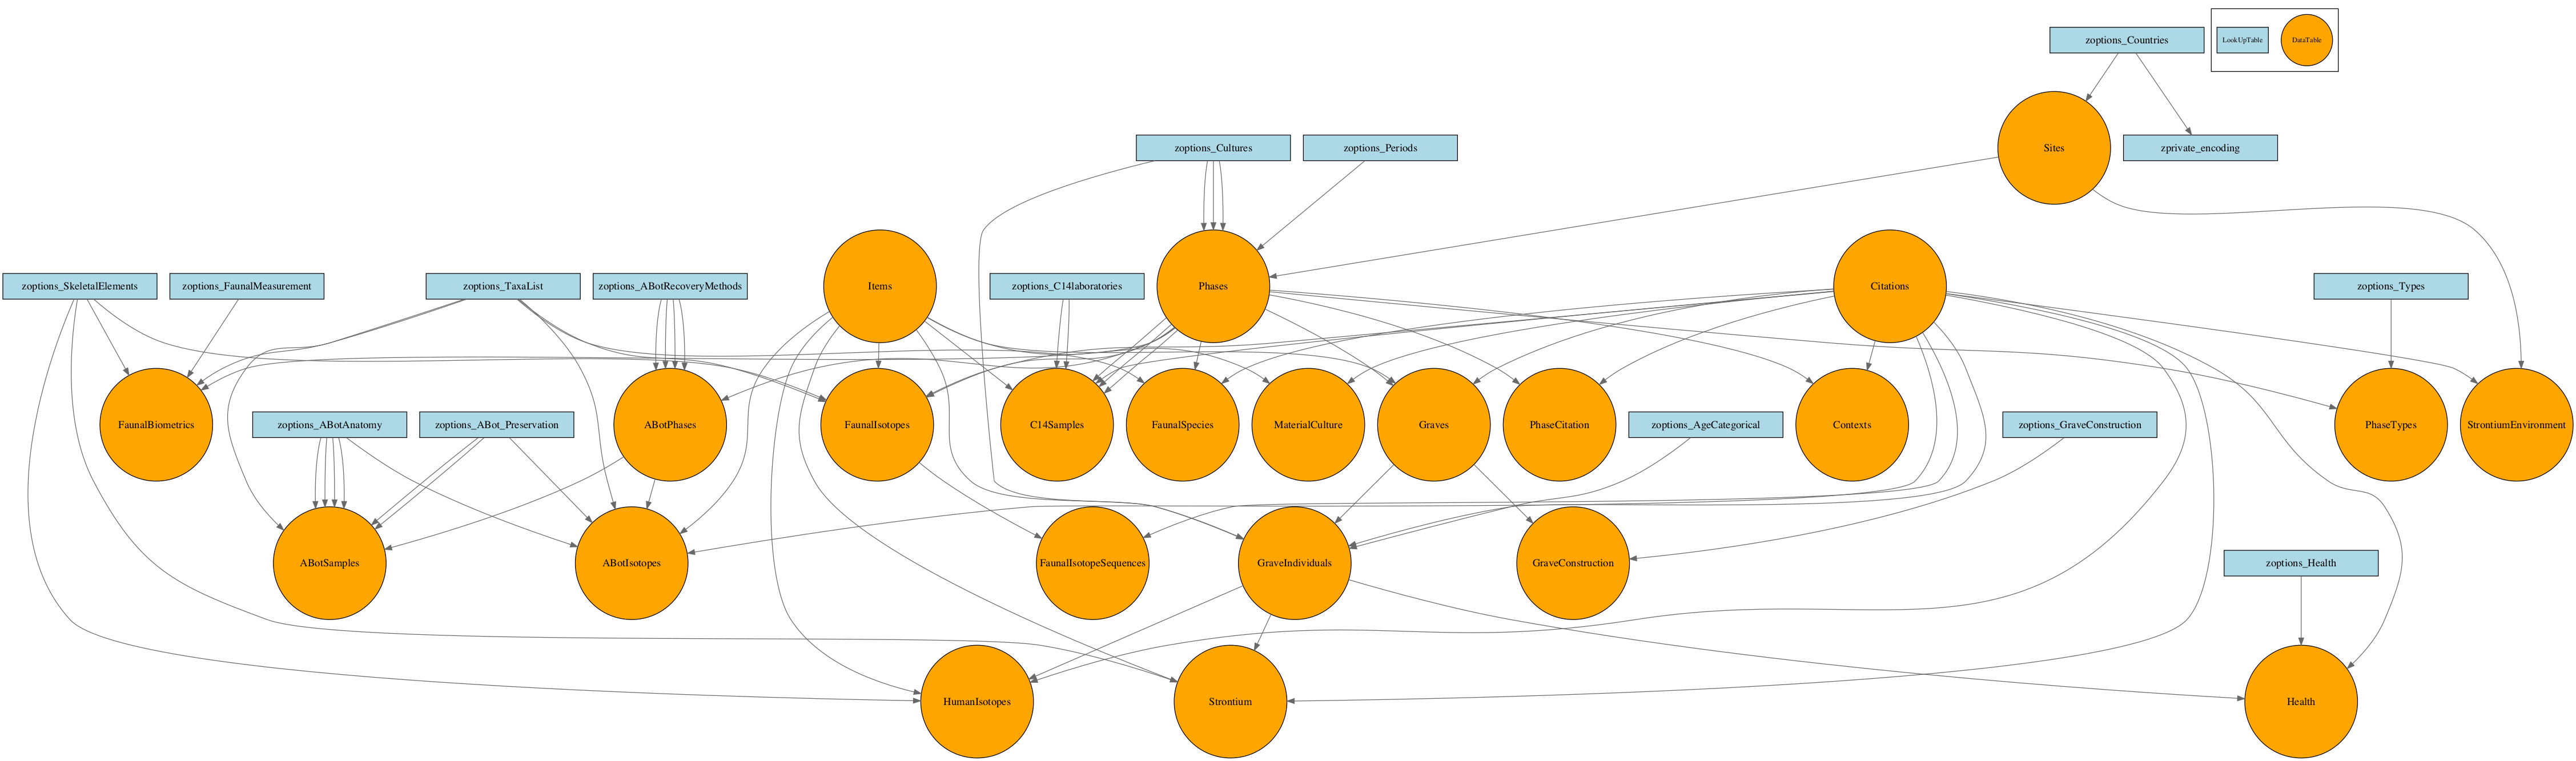 zoptions_Countries
LookUpTable
DataTable
zoptions_Cultures
zoptions_Periods
Sites
zprivate_encoding
zoptions_SkeletalElements
zoptions_FaunalMeasurement
zoptions_TaxaList
zoptions_ABotRecoveryMethods
Items
zoptions_C14laboratories
Phases
Citations
zoptions_Types
FaunalBiometrics
zoptions_ABotAnatomy
zoptions_ABot_Preservation
ABotPhases
FaunalIsotopes
C14Samples
FaunalSpecies
MaterialCulture
Graves
PhaseCitation
zoptions_AgeCategorical
Contexts
zoptions_GraveConstruction
PhaseTypes
StrontiumEnvironment
ABotSamples
ABotIsotopes
FaunalIsotopeSequences
GraveIndividuals
GraveConstruction
zoptions_Health
HumanIsotopes
Strontium
Health